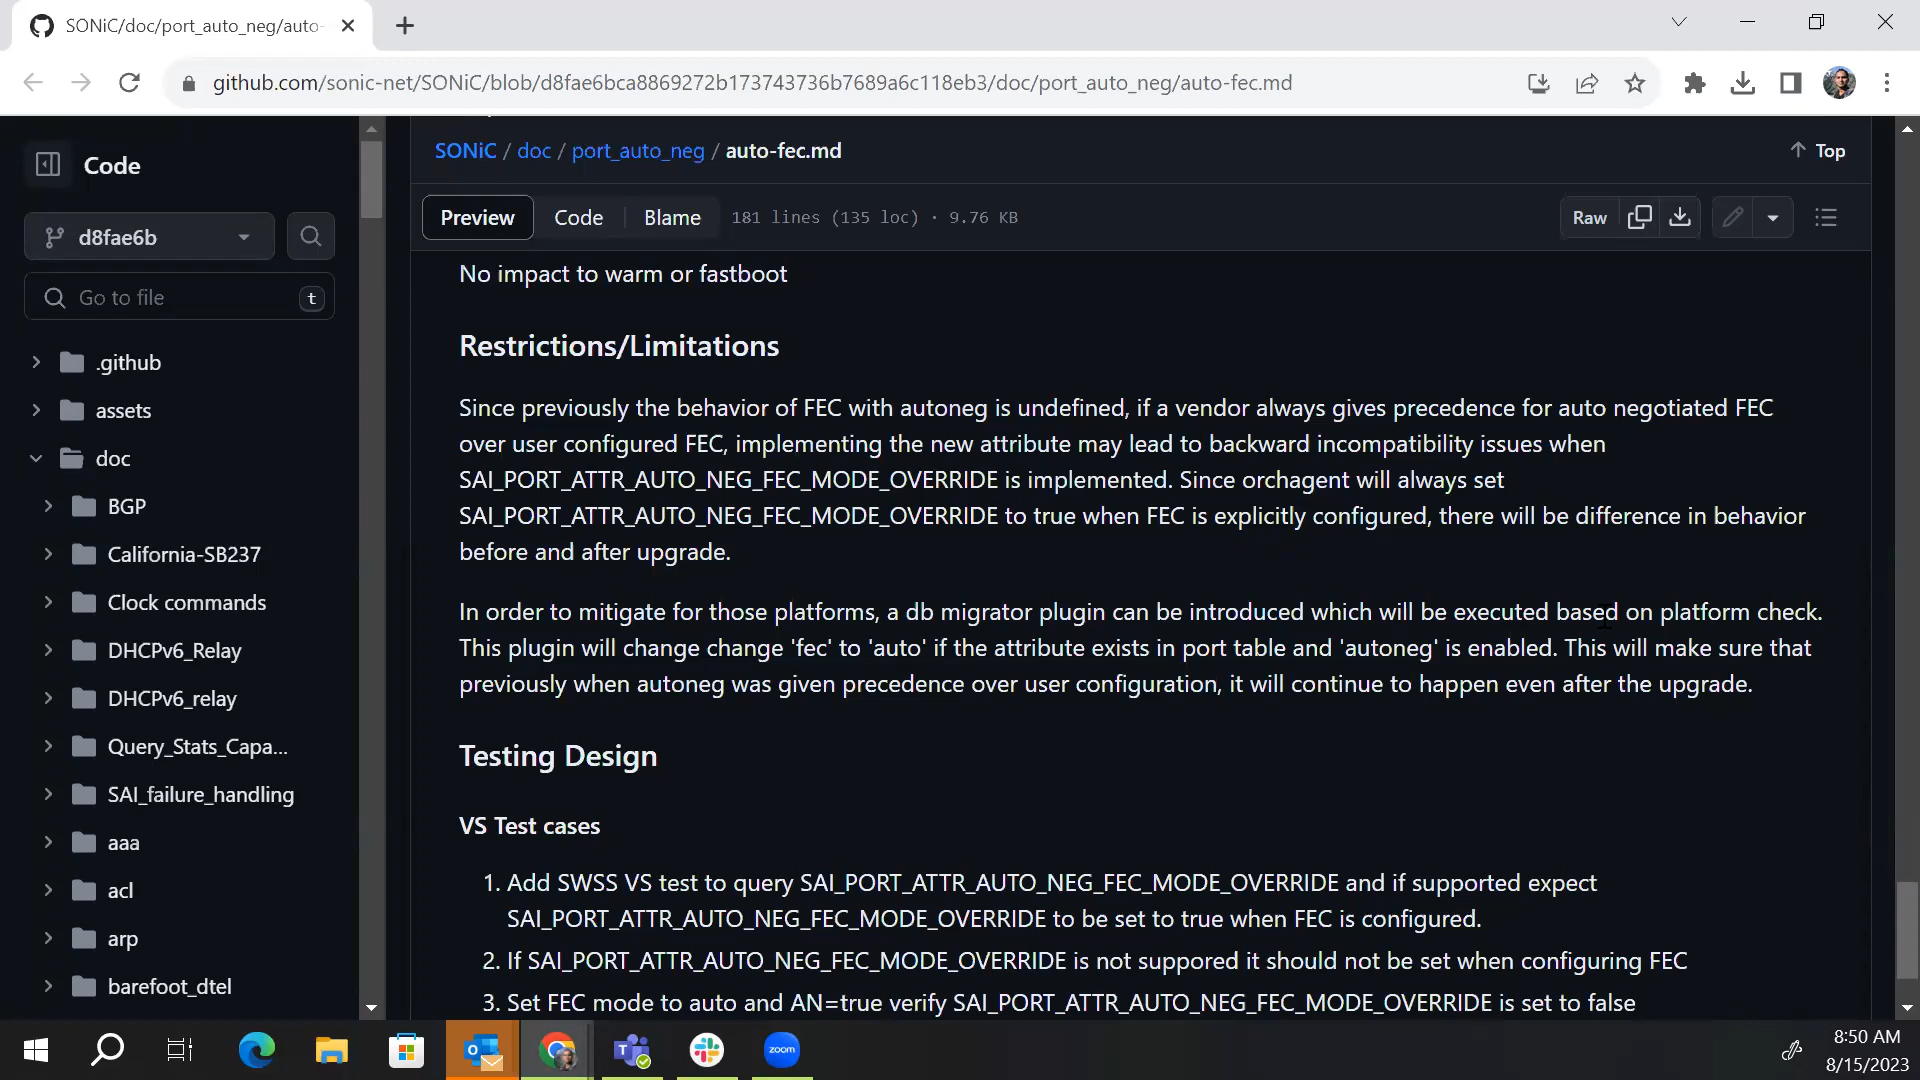 SONiC/doc/port_auto_neg/auto-
github.com/sonic-net/SONiC/blob/d8fae6bca8869272b173743736b7689a6c118eb3/doc/port_auto_neg/auto-fec.md
Code
d8fae6b
Go to file
t
.github
assets
doc
BGP
California-SB237
Clock commands
DHCPv6_Relay
DHCPv6_relay
Query_Stats_Capa...
SAI_failure_handling
aaa
acl
arp
barefoot_dtel
SONiC / doc / port_auto_neg / auto-fec.md
Top
Preview Code Blame 181 lines (135 loc) · 9.76 KB
Raw
No impact to warm or fastboot
Restrictions/Limitations
Since previously the behavior of FEC with autoneg is undefined, if a vendor always gives precedence for auto negotiated FEC
over user configured FEC, implementing the new attribute may lead to backward incompatibility issues when
SAI_PORT_ATTR_AUTO_NEG_FEC_MODE_OVERRIDE is implemented. Since orchagent will always set
SAI_PORT_ATTR_AUTO_NEG_FEC_MODE_OVERRIDE to true when FEC is explicitly configured, there will be difference in behavior
before and after upgrade.
In order to mitigate for those platforms, a db migrator plugin can be introduced which will be executed based on platform check.
This plugin will change change 'fec' to 'auto' if the attribute exists in port table and 'autoneg' is enabled. This will make sure that
previously when autoneg was given precedence over user configuration, it will continue to happen even after the upgrade.
Testing Design
VS Test cases
1. Add SWSS VS test to query SAI_PORT_ATTR_AUTO_NEG_FEC_MODE_OVERRIDE and if supported expect
SAI_PORT_ATTR_AUTO_NEG_FEC_MODE_OVERRIDE to be set to true when FEC is configured.
2. If SAI_PORT_ATTR_AUTO_NEG_FEC_MODE_OVERRIDE is not suppored it should not be set when configuring FEC
3. Set FEC mode to auto and AN=true verify SAI_PORT_ATTR_AUTO_NEG_FEC_MODE_OVERRIDE is set to false
zoom
8:50 AM
8/15/2023